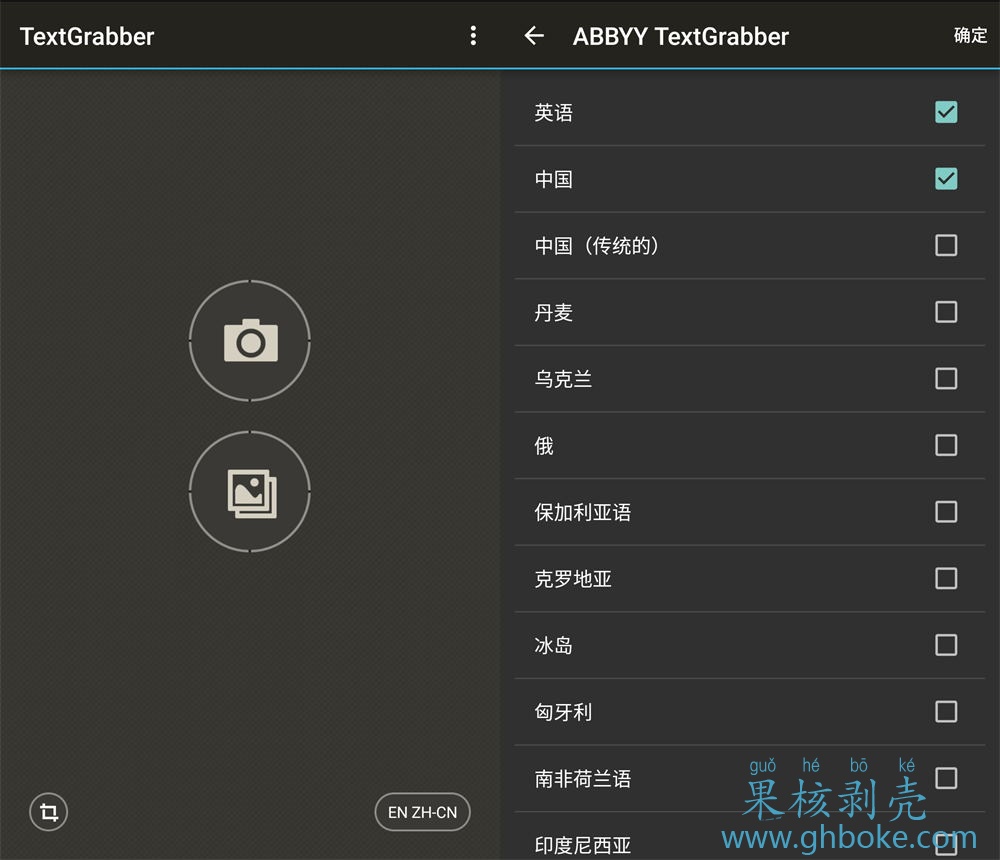 TextGrabber
EN ZH-CN
ABBYY TextGrabber
确定
英语
中国
中国（传统的）
丹麦
乌克兰
俄
保加利亚语
克罗地亚
冰岛
匈牙利
南非荷兰语
印度尼西亚
guǒ hé bō ké
果核剥壳
www.ghboke.com